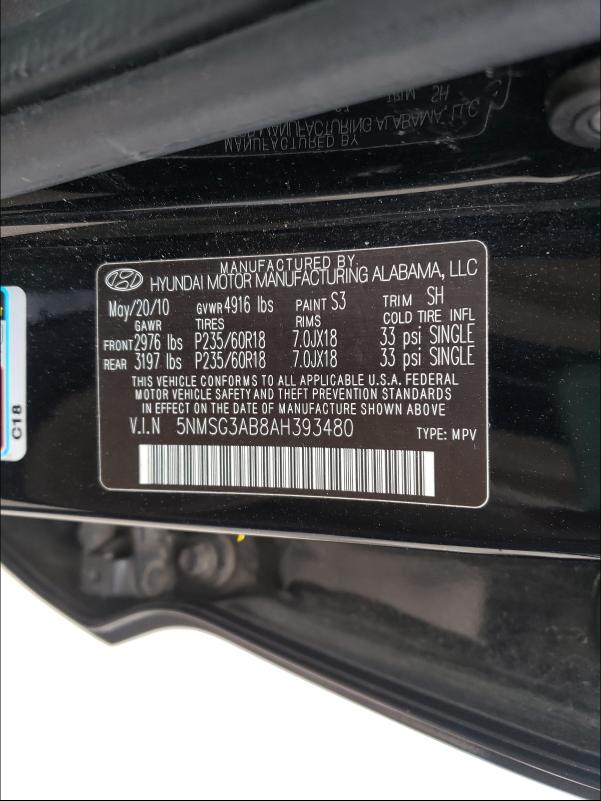 MANUFACTURED BY
HYUNDAI MOTOR MANUFACTURING ALABAMA, LLC
May/20/10 GVWR 4916 lbs PAINT S3 TRIM SH
GAWR TIRES RIMS COLD TIRE INFL
FRONT 2976 lbs P235/60R18 7.0JX18 33 psi SINGLE
REAR 3197 lbs P235/60R18 7.0JX18 33 psi SINGLE
THIS VEHICLE CONFORMS TO ALL APPLICABLE U.S.A. FEDERAL
MOTOR VEHICLE SAFETY AND THEFT PREVENTION STANDARDS
IN EFFECT ON THE DATE OF MANUFACTURE SHOWN ABOVE
V.I.N 5NMSG3AB8AH393480 TYPE: MPV
C18